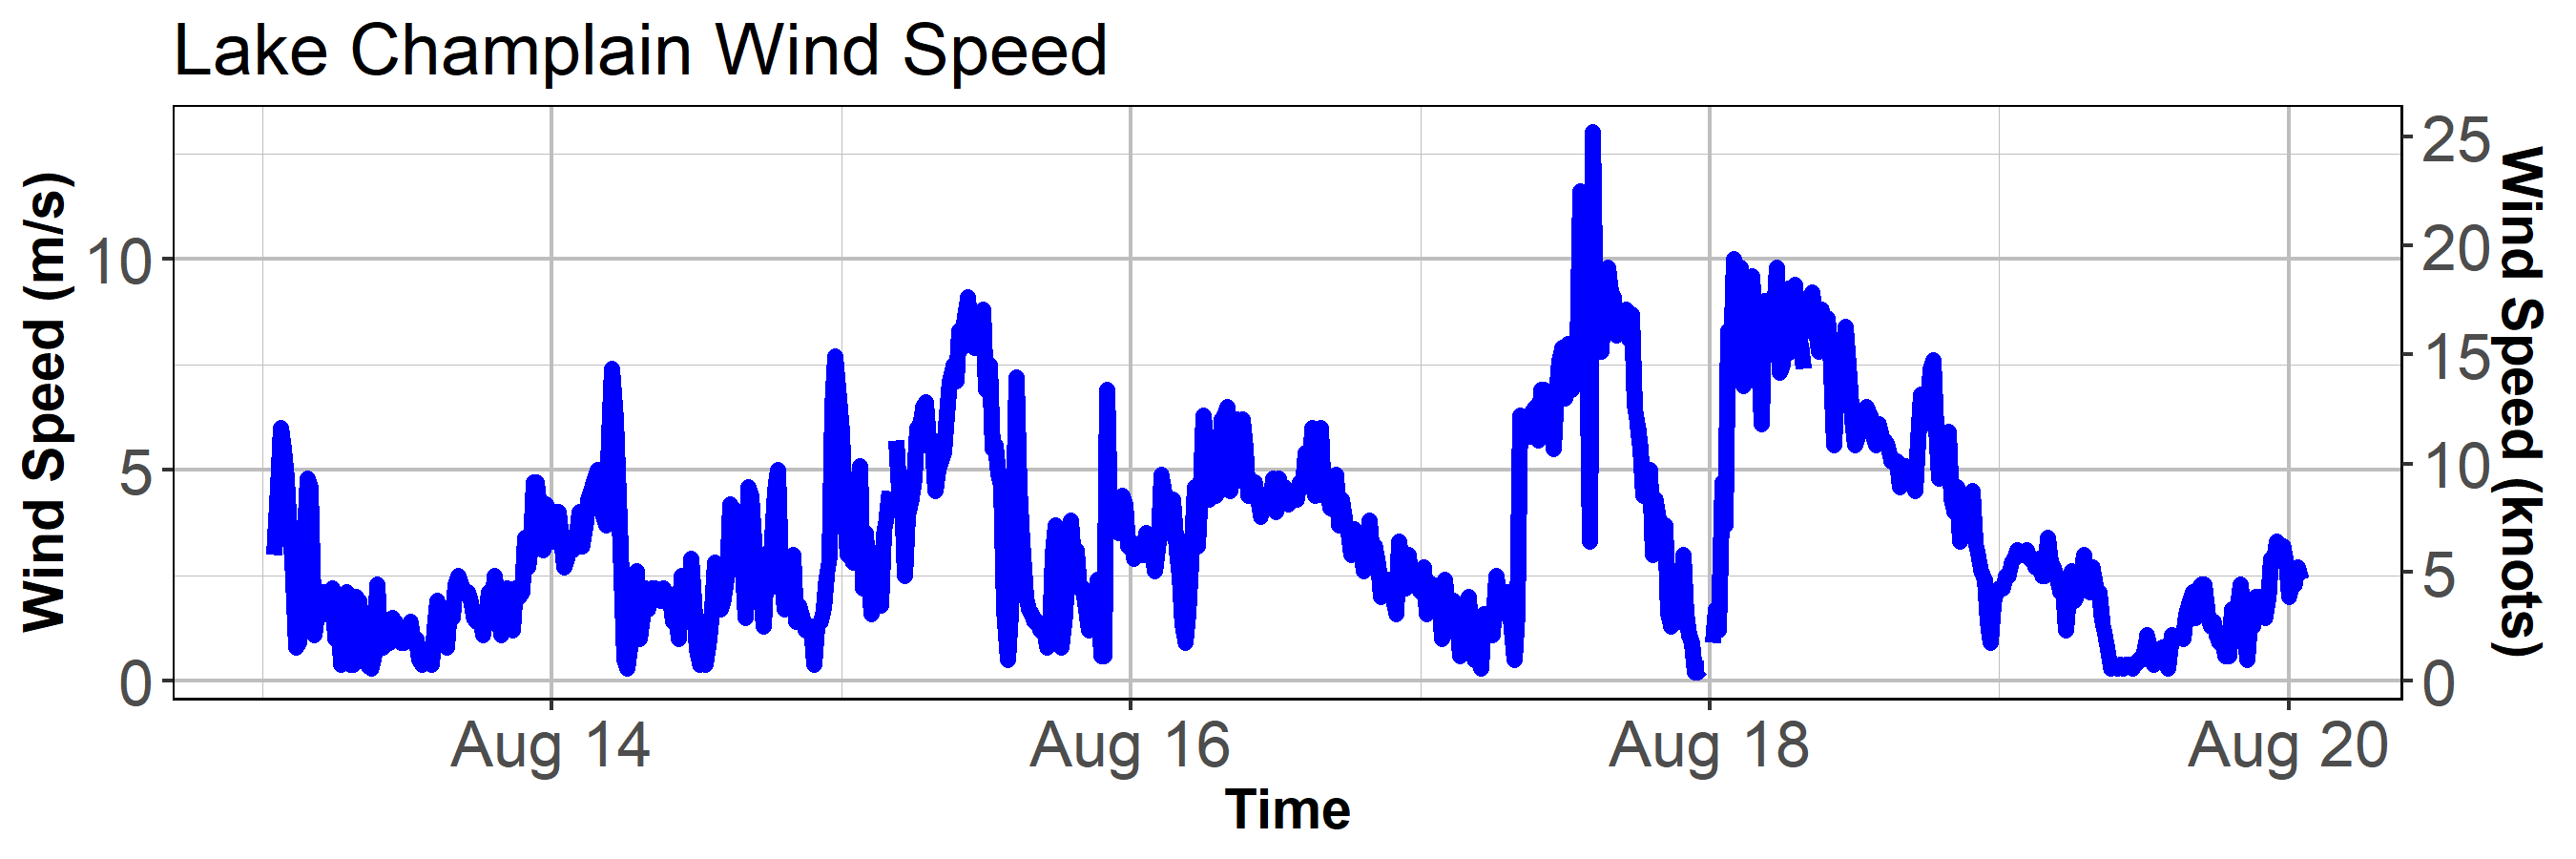 Lake Champlain Wind Speed
Wind Speed (m/s)
10
5
0
25
20
15
10
5
0
Wind Speed (knots)
Aug 14
Aug 16
Aug 18
Aug 20
Time